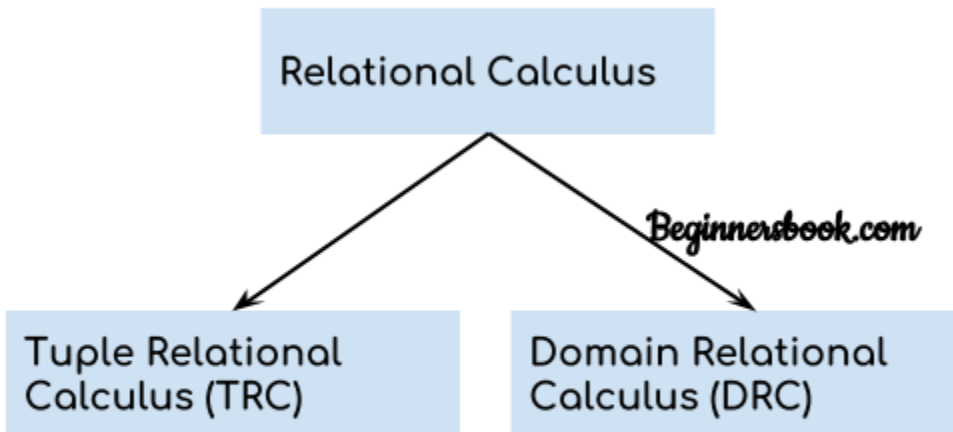 Relational Calculus
Beginnersbook.com
Tuple Relational
Calculus (TRC)
Domain Relational
Calculus (DRC)